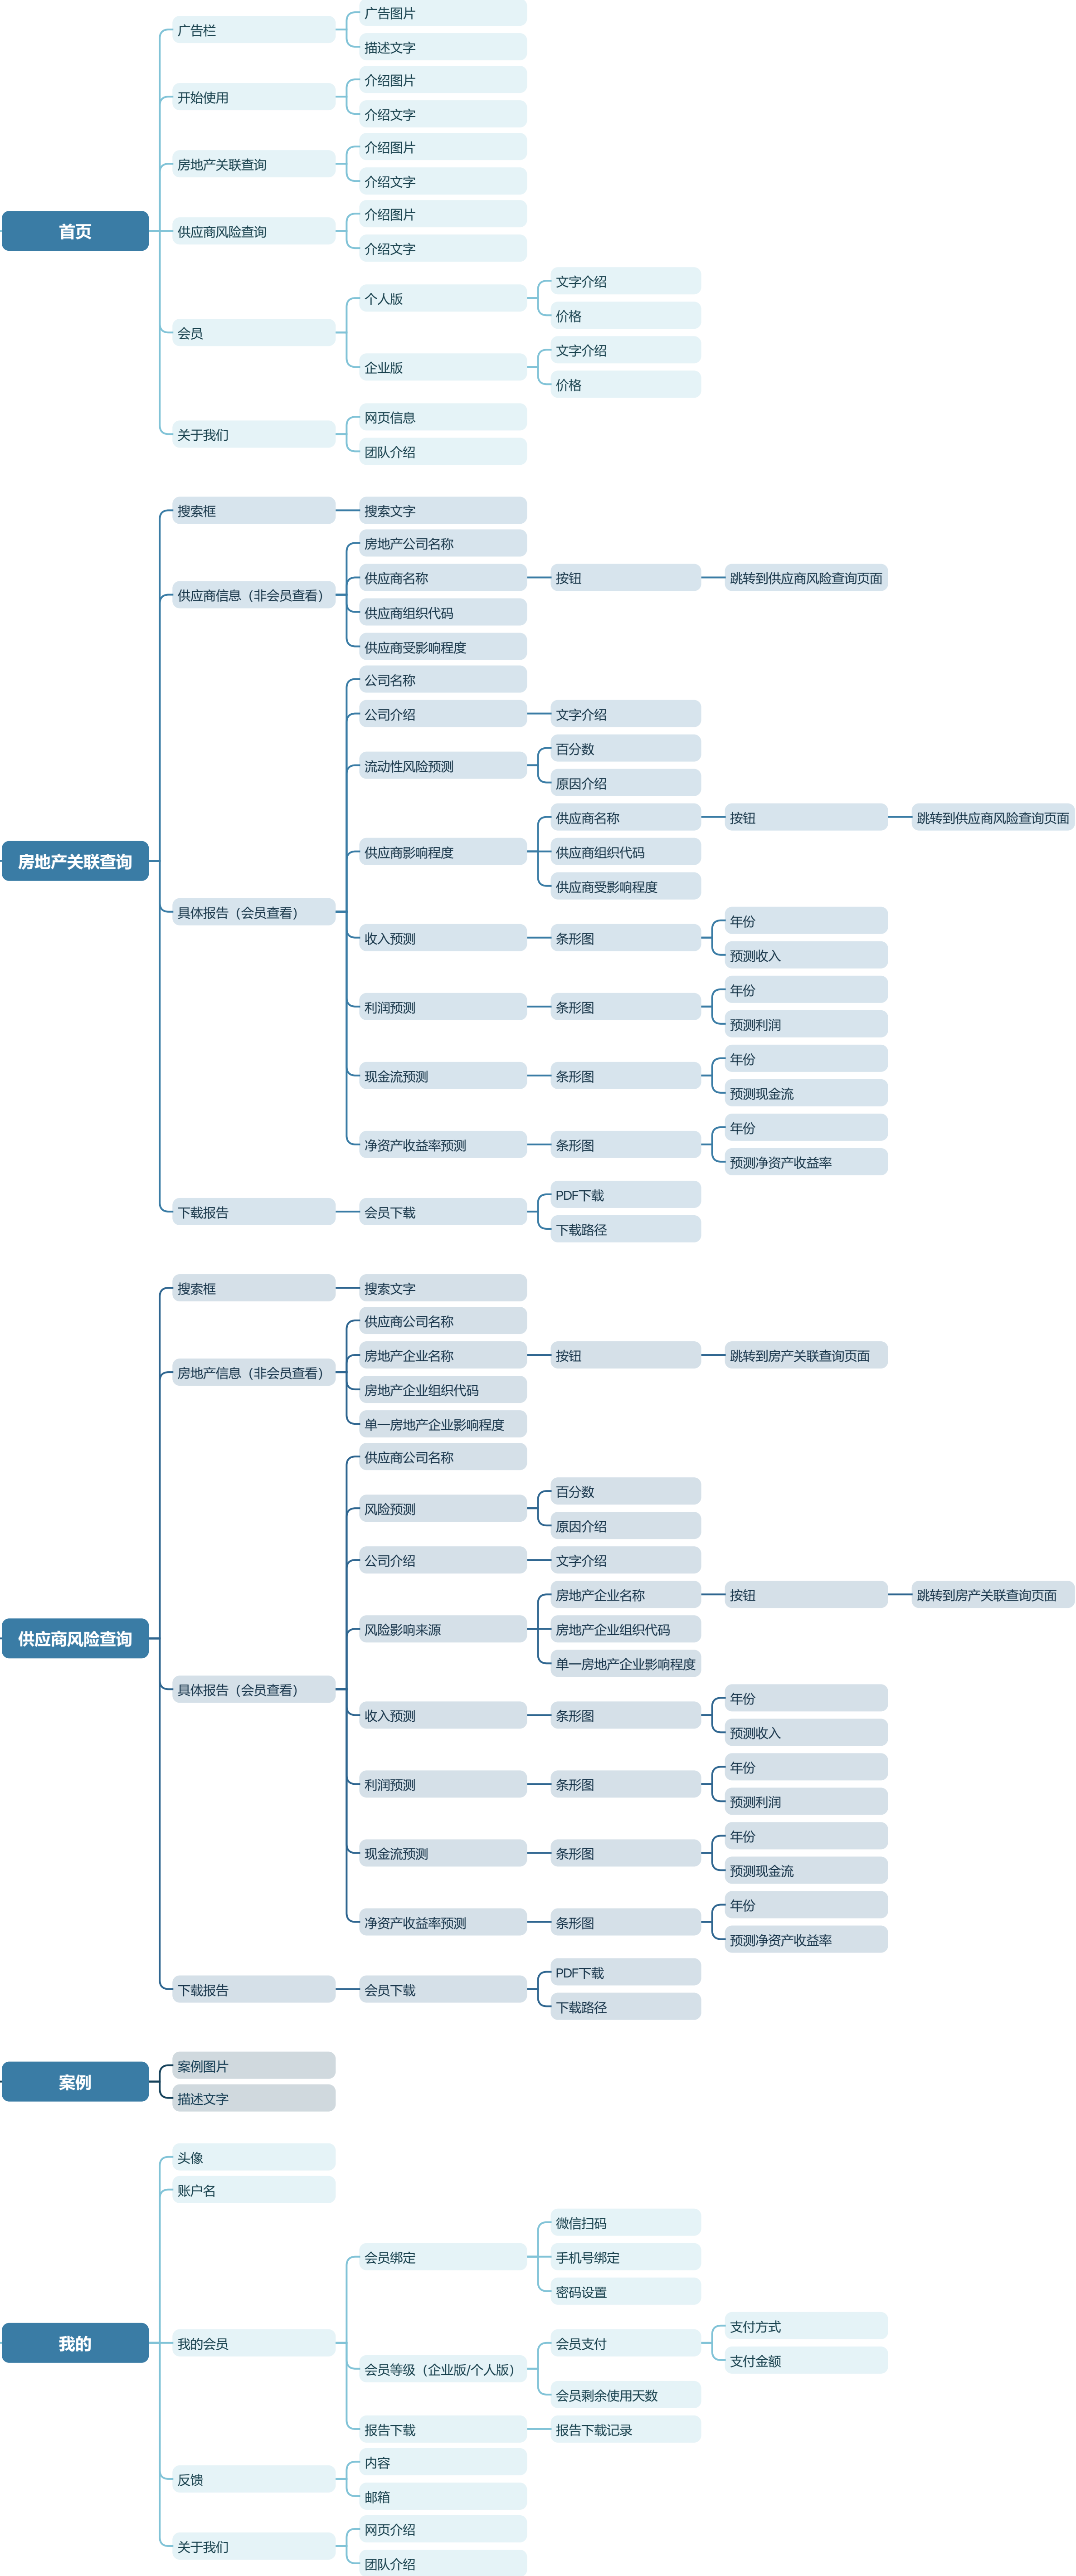 首页
广告栏
广告图片
描述文字
开始使用
介绍图片
介绍文字
房地产关联查询
介绍图片
介绍文字
供应商风险查询
介绍图片
介绍文字
会员
个人版
文字介绍
价格
企业版
文字介绍
价格
关于我们
网页信息
团队介绍
房地产关联查询
搜索框
搜索文字
供应商信息（非会员查看）
房地产公司名称
供应商名称
按钮
跳转到供应商风险查询页面
供应商组织代码
供应商受影响程度
具体报告（会员查看）
公司名称
公司介绍
文字介绍
流动性风险预测
百分数
原因介绍
供应商影响程度
供应商名称
按钮
跳转到供应商风险查询页面
供应商组织代码
供应商受影响程度
收入预测
条形图
年份
预测收入
利润预测
条形图
年份
预测利润
现金流预测
条形图
年份
预测现金流
净资产收益率预测
条形图
年份
预测净资产收益率
下载报告
会员下载
PDF下载
下载路径
供应商风险查询
搜索框
搜索文字
房地产信息（非会员查看）
供应商公司名称
房地产企业名称
按钮
跳转到房产关联查询页面
房地产企业组织代码
单一房地产企业影响程度
具体报告（会员查看）
供应商公司名称
风险预测
百分数
原因介绍
公司介绍
文字介绍
风险影响来源
房地产企业名称
按钮
跳转到房产关联查询页面
房地产企业组织代码
单一房地产企业影响程度
收入预测
条形图
年份
预测收入
利润预测
条形图
年份
预测利润
现金流预测
条形图
年份
预测现金流
净资产收益率预测
条形图
年份
预测净资产收益率
下载报告
会员下载
PDF下载
下载路径
案例
案例图片
描述文字
我的
头像
账户名
我的会员
会员绑定
微信扫码
手机号绑定
密码设置
会员等级（企业版/个人版）
会员支付
支付方式
支付金额
会员剩余使用天数
报告下载
报告下载记录
反馈
内容
邮箱
关于我们
网页介绍
团队介绍